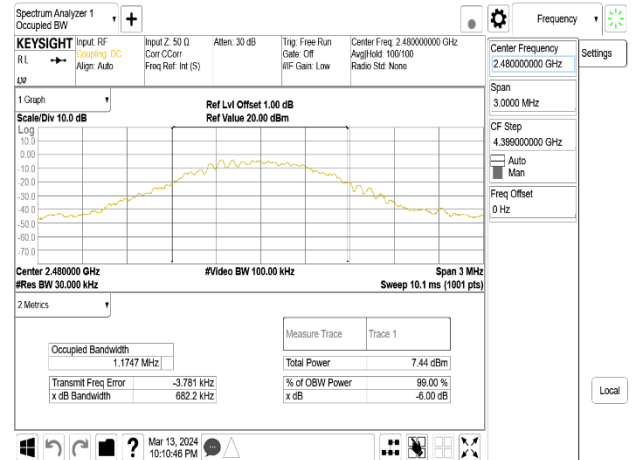 Spectrum Analyzer 1
Occupied BW
Frequency
KEYSIGHT
RL
Input: RF
Coupling: DC
Align: Auto
Input Z: 50 Ω
Corr CCorr
Freq Ref: Int (S)
Atten: 30 dB
Trig: Free Run
Gate: Off
#IF Gain: Low
Center Freq: 2.480000000 GHz
Avg|Hold: 100/100
Radio Std: None
Center Frequency
2.480000000 GHz
Settings
Span
3.0000 MHz
CF Step
4.399000000 GHz
Auto
Man
Freq Offset
0 Hz
1 Graph
Scale/Div 10.0 dB
Ref Lvl Offset 1.00 dB
Ref Value 20.00 dBm
Log
10.0
0.00
-10.0
-20.0
-30.0
-40.0
-50.0
-60.0
-70.0
Center 2.480000 GHz
#Video BW 100.00 kHz
Span 3 MHz
#Res BW 30.000 kHz
Sweep 10.1 ms (1001 pts)
2 Metrics
Measure Trace
Trace 1
Occupied Bandwidth
1.1747 MHz
Total Power
7.44 dBm
Transmit Freq Error
-3.781 kHz
% of OBW Power
99.00 %
x dB Bandwidth
682.2 kHz
x dB
-6.00 dB
Local
?
Mar 13, 2024
10:10:46 PM